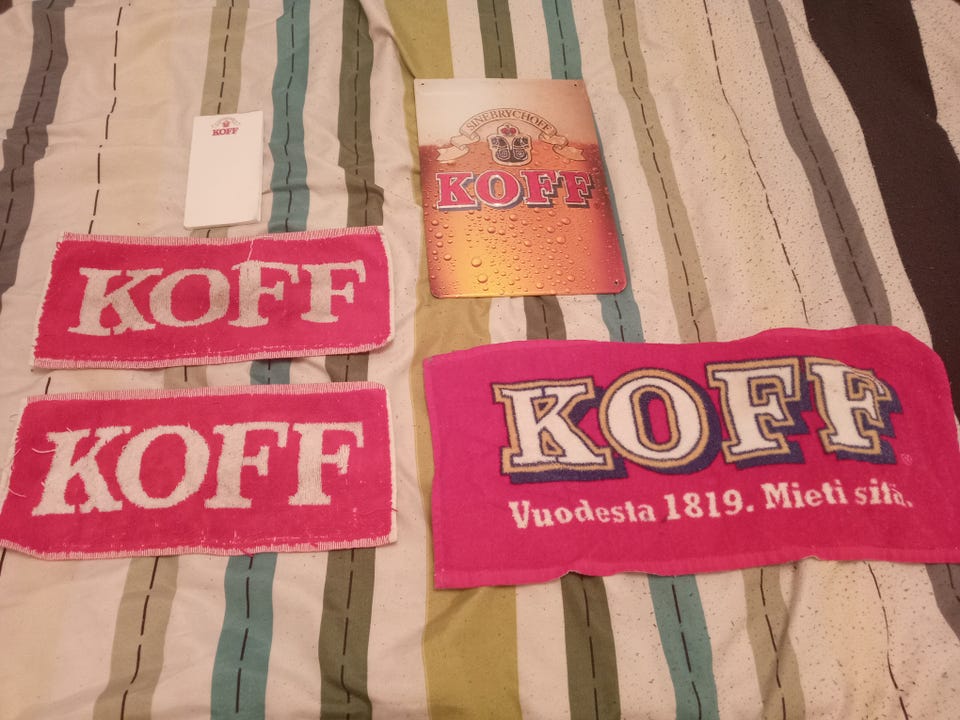 KOFF
SINEBRYCHOFF
KOFF
KOFF
KOFF
KOFF
Vuodesta 1819. Mieti sitä.